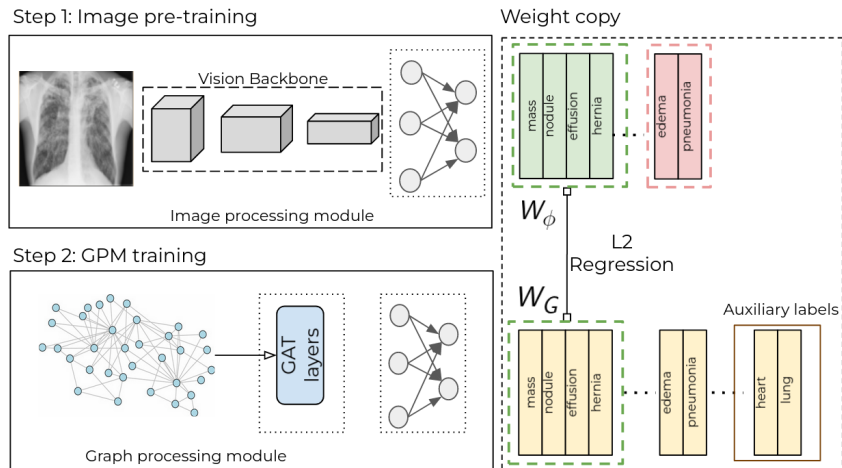 Step 1: Image pre-training
Vision Backbone
Image processing module
Step 2: GPM training
GAT
layers
Graph processing module
Weight copy
mass
nodule
effusion
hernia
edema
pneumonia
W_ϕ
L2
Regression
W_G
Auxiliary labels
mass
nodule
effusion
hernia
edema
pneumonia
heart
lung